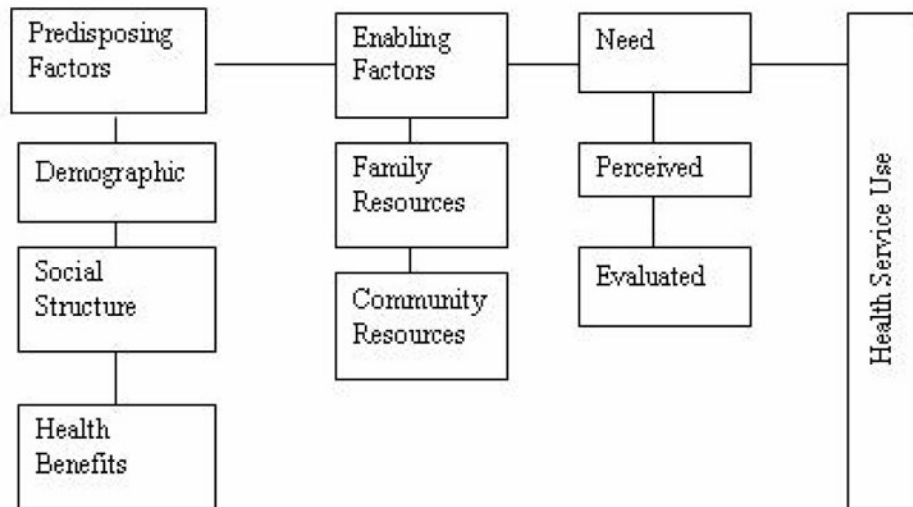 Predisposing
Factors
Enabling
Factors
Need
Demographic
Family
Resources
Perceived
Social
Structure
Community
Resources
Evaluated
Health
Benefits
Health Service Use